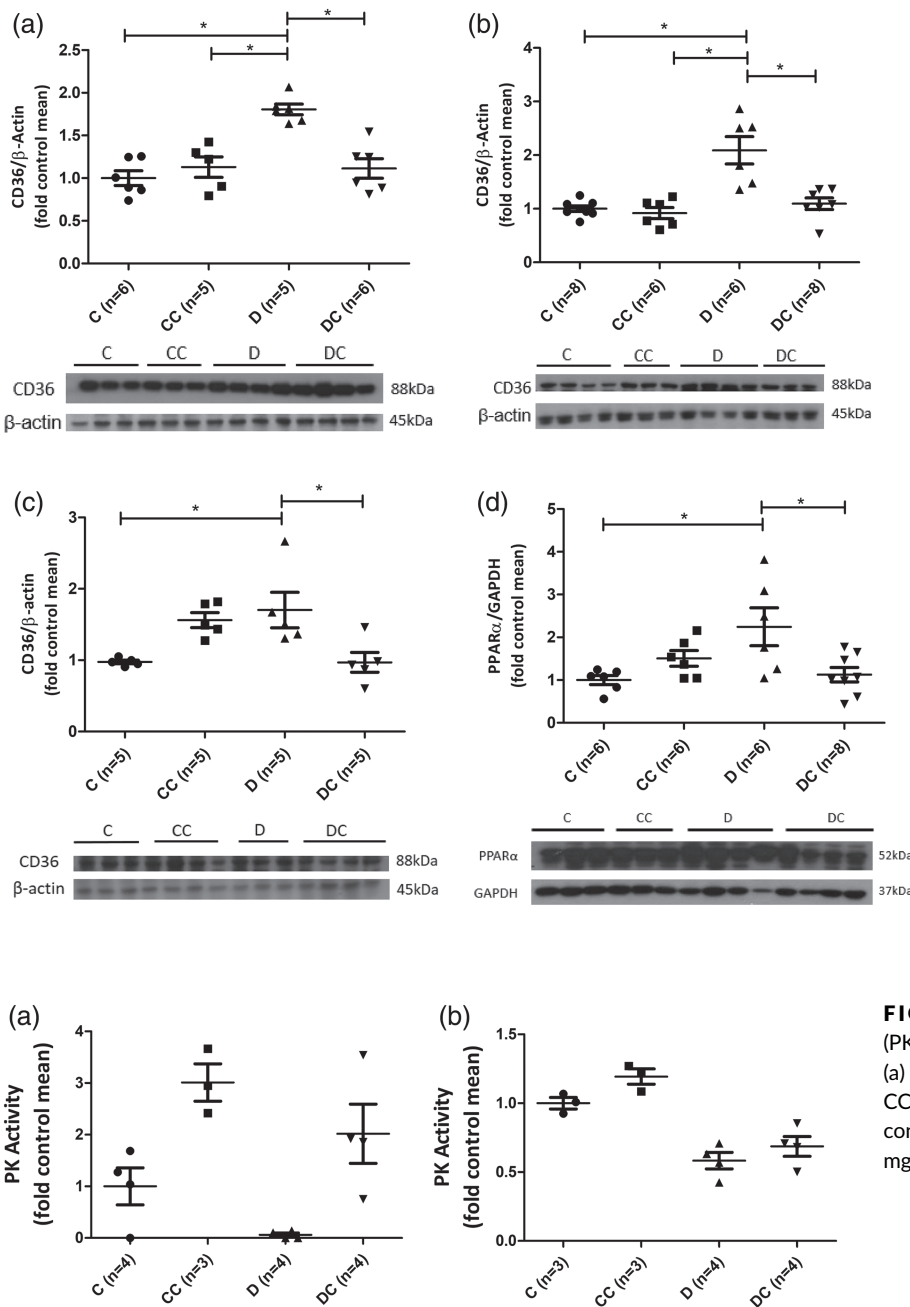 (a)
*
*
*
CD36/β-Actin
(fold control mean)
2.5
2.0
1.5
1.0
0.5
0.0
C (n=6)
CC (n=5)
D (n=5)
DC (n=6)
C
CC
D
DC
CD36
88kDa
β-actin
45kDa
(b)
*
*
*
CD36/β-Actin
(fold control mean)
4
3
2
1
0
C (n=8)
CC (n=6)
D (n=6)
DC (n=8)
C
CC
D
DC
CD36
88kDa
β-actin
45kDa
(c)
*
*
CD36/β-actin
(fold control mean)
3
2
1
0
C (n=5)
CC (n=5)
D (n=5)
DC (n=5)
C
CC
D
DC
CD36
88kDa
β-actin
45kDa
(d)
*
*
PPARα/GAPDH
(fold control mean)
5
4
3
2
1
0
C (n=6)
CC (n=6)
D (n=6)
DC (n=8)
C
CC
D
DC
PPARα
52kDa
GAPDH
37kDa
(a)
PK Activity
(fold control mean)
4
3
2
1
0
C (n=4)
CC (n=3)
D (n=4)
DC (n=4)
(b)
PK Activity
(fold control mean)
1.5
1.0
0.5
0.0
C (n=3)
CC (n=3)
D (n=4)
DC (n=4)
FIG
(PK
(a)
CC
con
mg